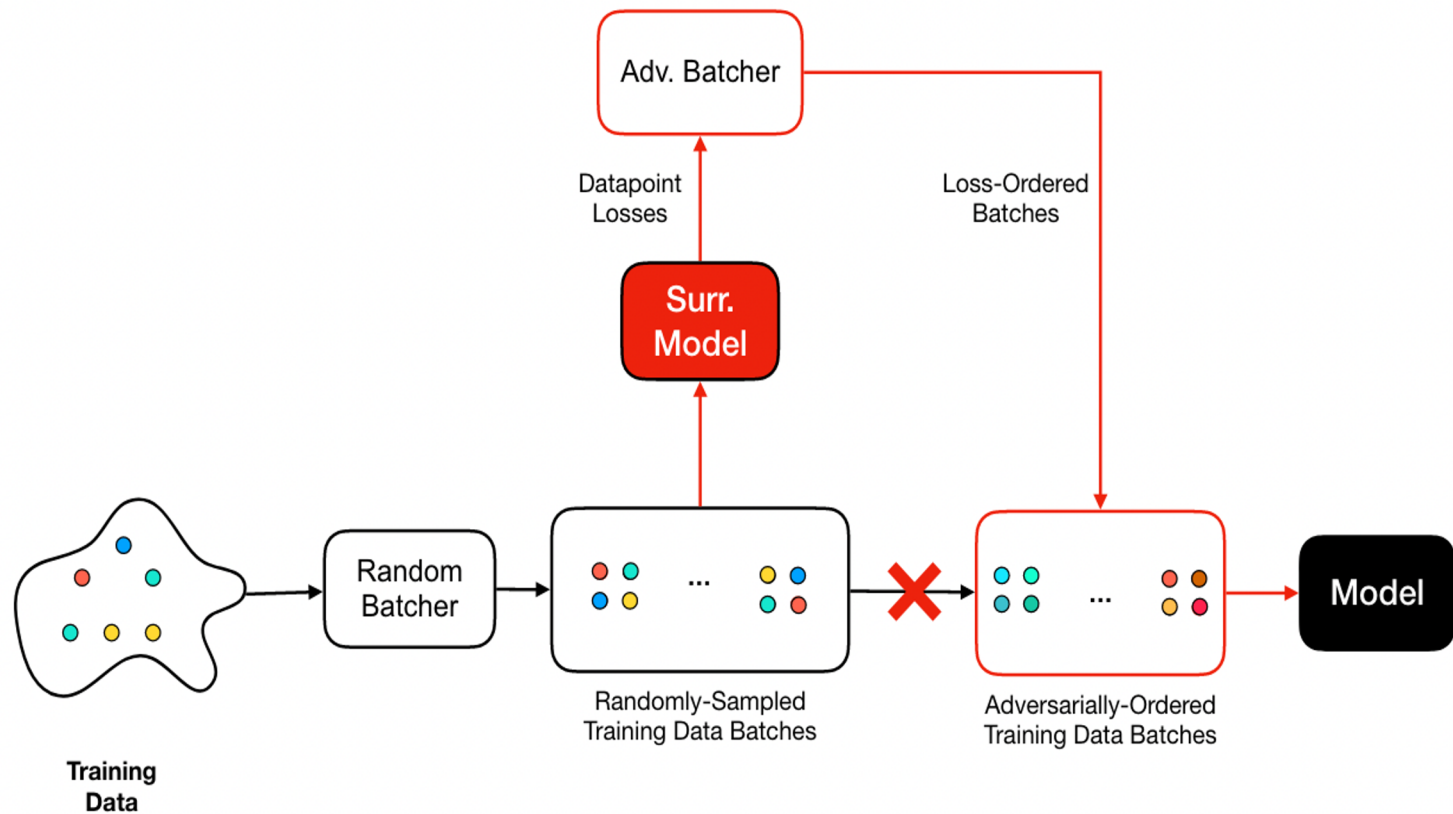 Adv. Batcher
Datapoint
Losses
Loss-Ordered
Batches
Surr.
Model
Random
Batcher
...
...
Model
Randomly-Sampled
Training Data Batches
Adversarially-Ordered
Training Data Batches
Training
Data